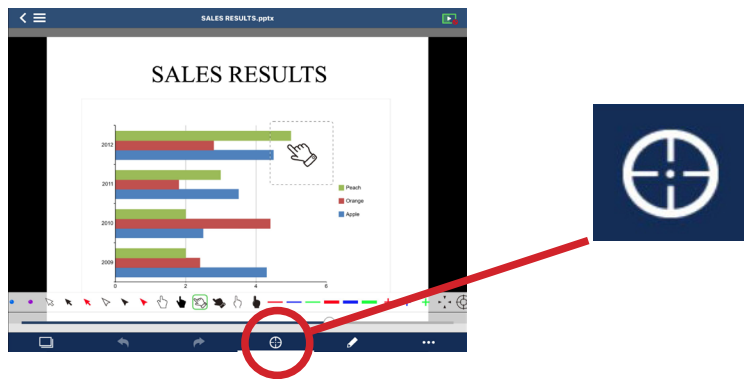 SALES RESULTS.pptx
SALES RESULTS
2012
2011
2010
2009
0 2 4 6
Peach
Orange
Apple